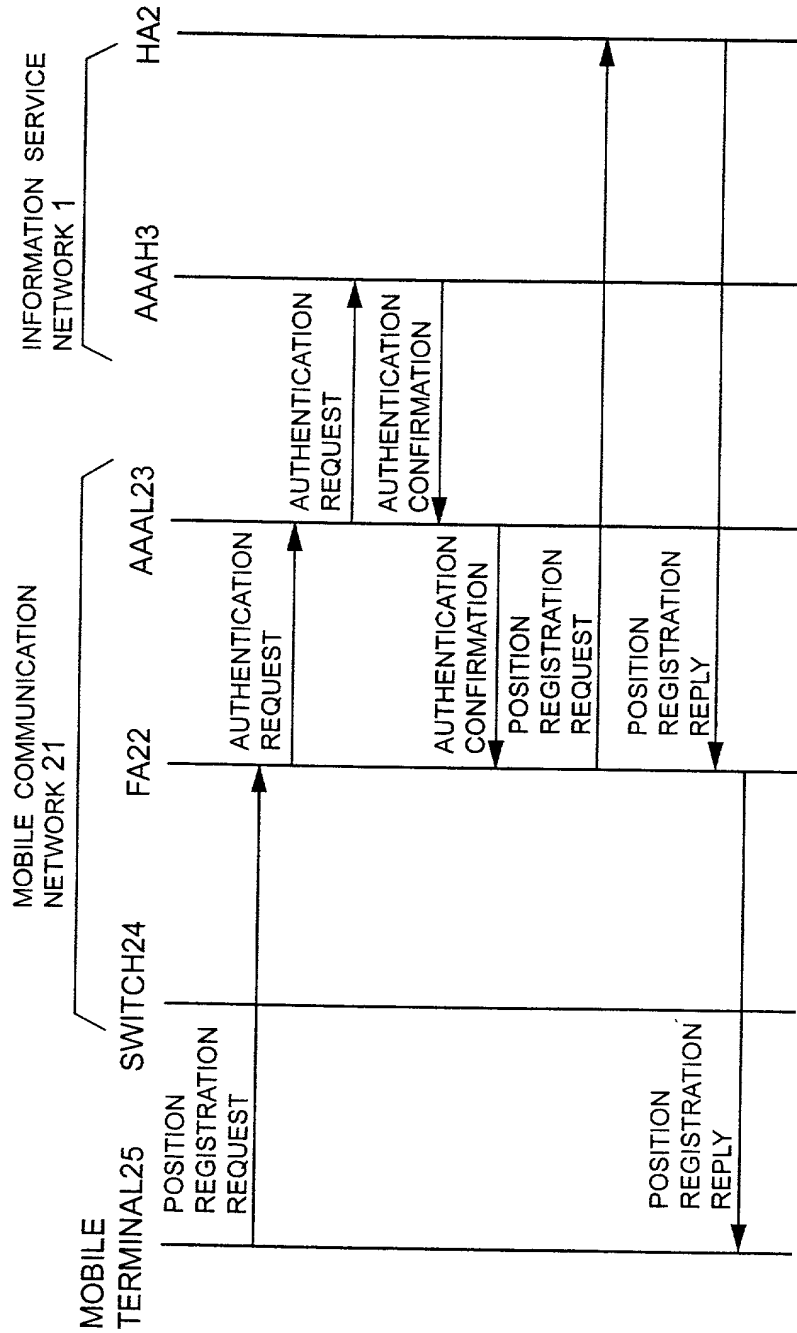 MOBILE COMMUNICATION
NETWORK 21
INFORMATION SERVICE
NETWORK 1
MOBILE
TERMINAL25
SWITCH24
FA22
AAAL23
AAAH3
HA2
POSITION
REGISTRATION
REQUEST
AUTHENTICATION
REQUEST
AUTHENTICATION
REQUEST
AUTHENTICATION
CONFIRMATION
AUTHENTICATION
CONFIRMATION
POSITION
REGISTRATION
REQUEST
POSITION
REGISTRATION
REPLY
POSITION
REGISTRATION
REPLY